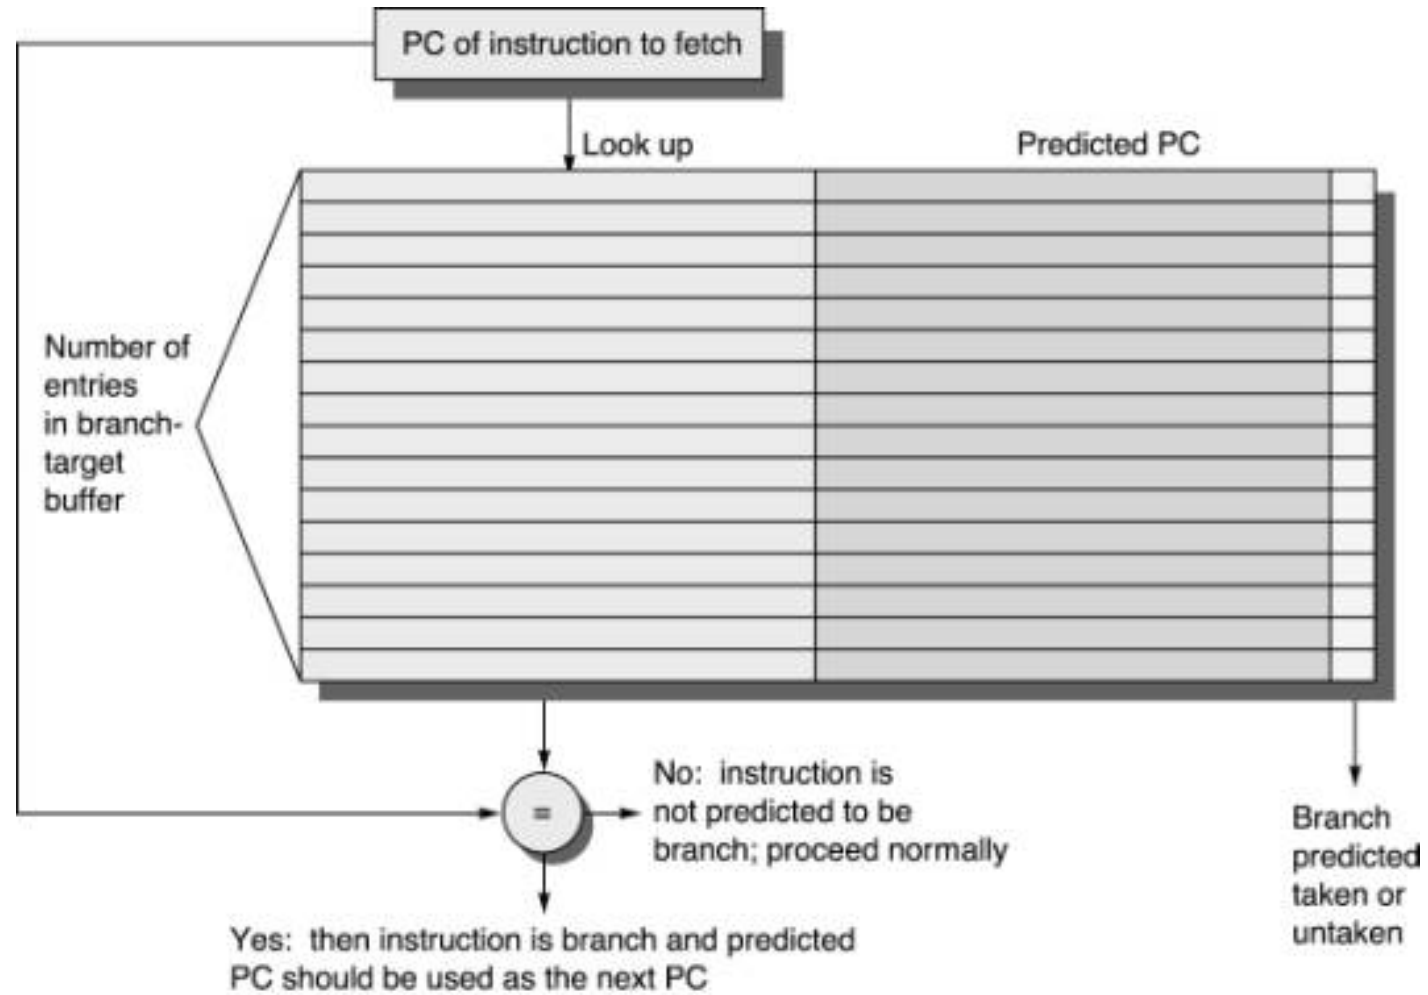 PC of instruction to fetch
Look up
Predicted PC
Number of
entries
in branch-
target
buffer
=
No: instruction is
not predicted to be
branch; proceed normally
Branch
predicted
taken or
untaken
Yes: then instruction is branch and predicted
PC should be used as the next PC